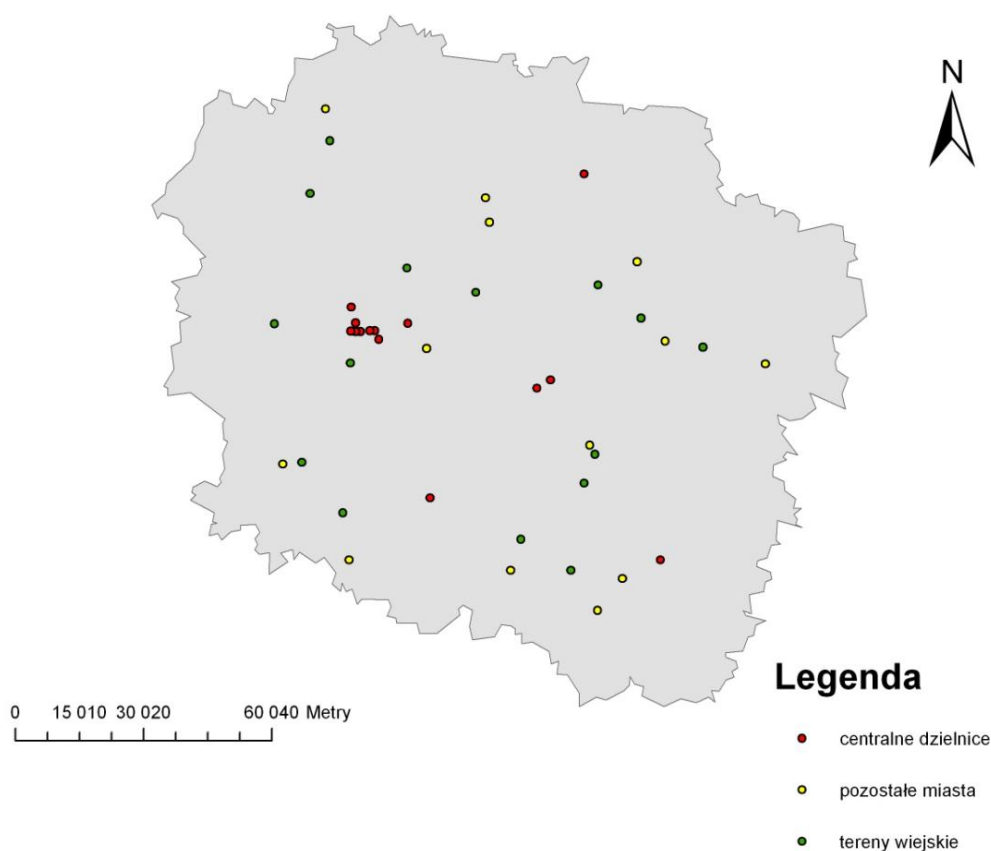 N
0 15 010 30 020 60 040 Metry
Legenda
centralne dzielnice
pozostałe miasta
tereny wiejskie